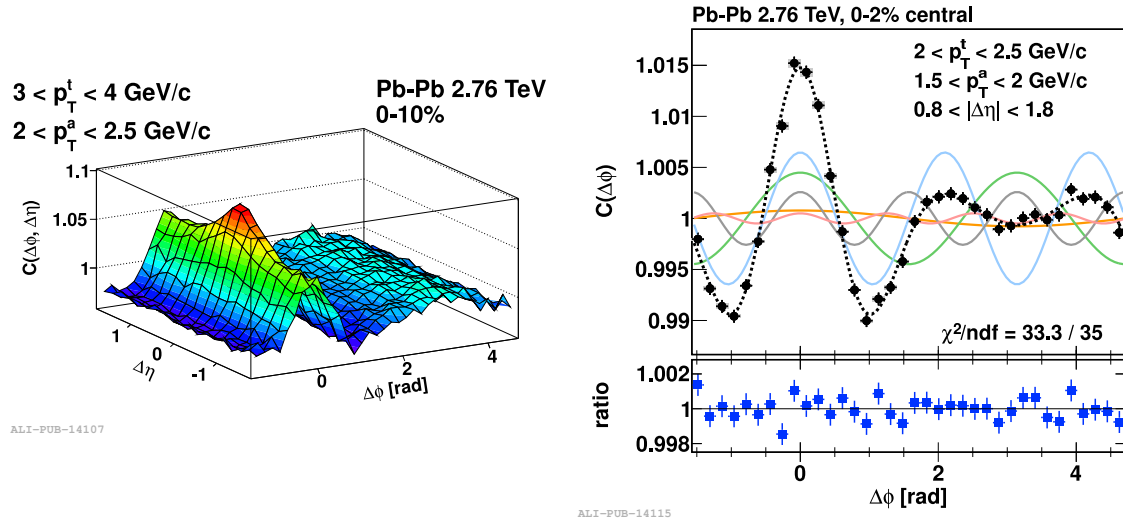 3 < p_T^t < 4 GeV/c
2 < p_T^a < 2.5 GeV/c
Pb-Pb 2.76 TeV
0-10%
C(Δϕ, Δη)
1.1
1.05
1
1
0
-1
Δη
0
2
4
Δϕ [rad]
ALI-PUB-14107
Pb-Pb 2.76 TeV, 0-2% central
2 < p_T^t < 2.5 GeV/c
1.5 < p_T^a < 2 GeV/c
0.8 < |Δη| < 1.8
C(Δϕ)
1.015
1.01
1.005
1
0.995
0.99
χ²/ndf = 33.3 / 35
ratio
1.002
1
0.998
0
2
4
Δϕ [rad]
ALI-PUB-14115